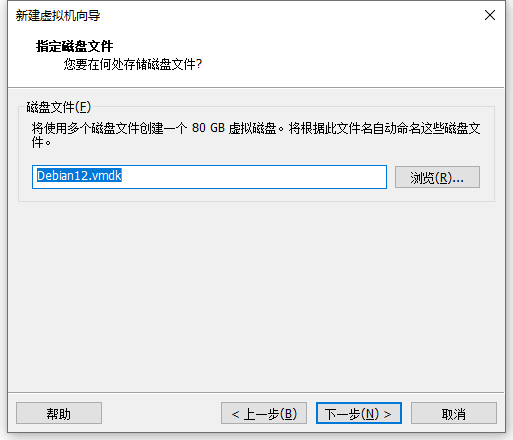 新建虚拟机向导
指定磁盘文件
您要在何处存储磁盘文件?
磁盘文件(F)
将使用多个磁盘文件创建一个 80 GB 虚拟磁盘。将根据此文件名自动命名这些磁盘文
件。
Debian12.vmdk
浏览(R)...
帮助
< 上一步(B)
下一步(N) >
取消